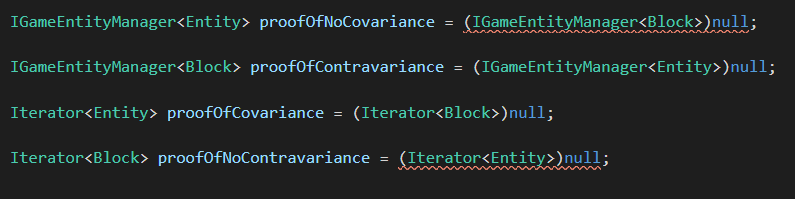 IGameEntityManager<Entity> proofOfNoCovariance = (IGameEntityManager<Block>)null;
IGameEntityManager<Block> proofOfContravariance = (IGameEntityManager<Entity>)null;
Iterator<Entity> proofOfCovariance = (Iterator<Block>)null;
Iterator<Block> proofOfNoContravariance = (Iterator<Entity>)null;